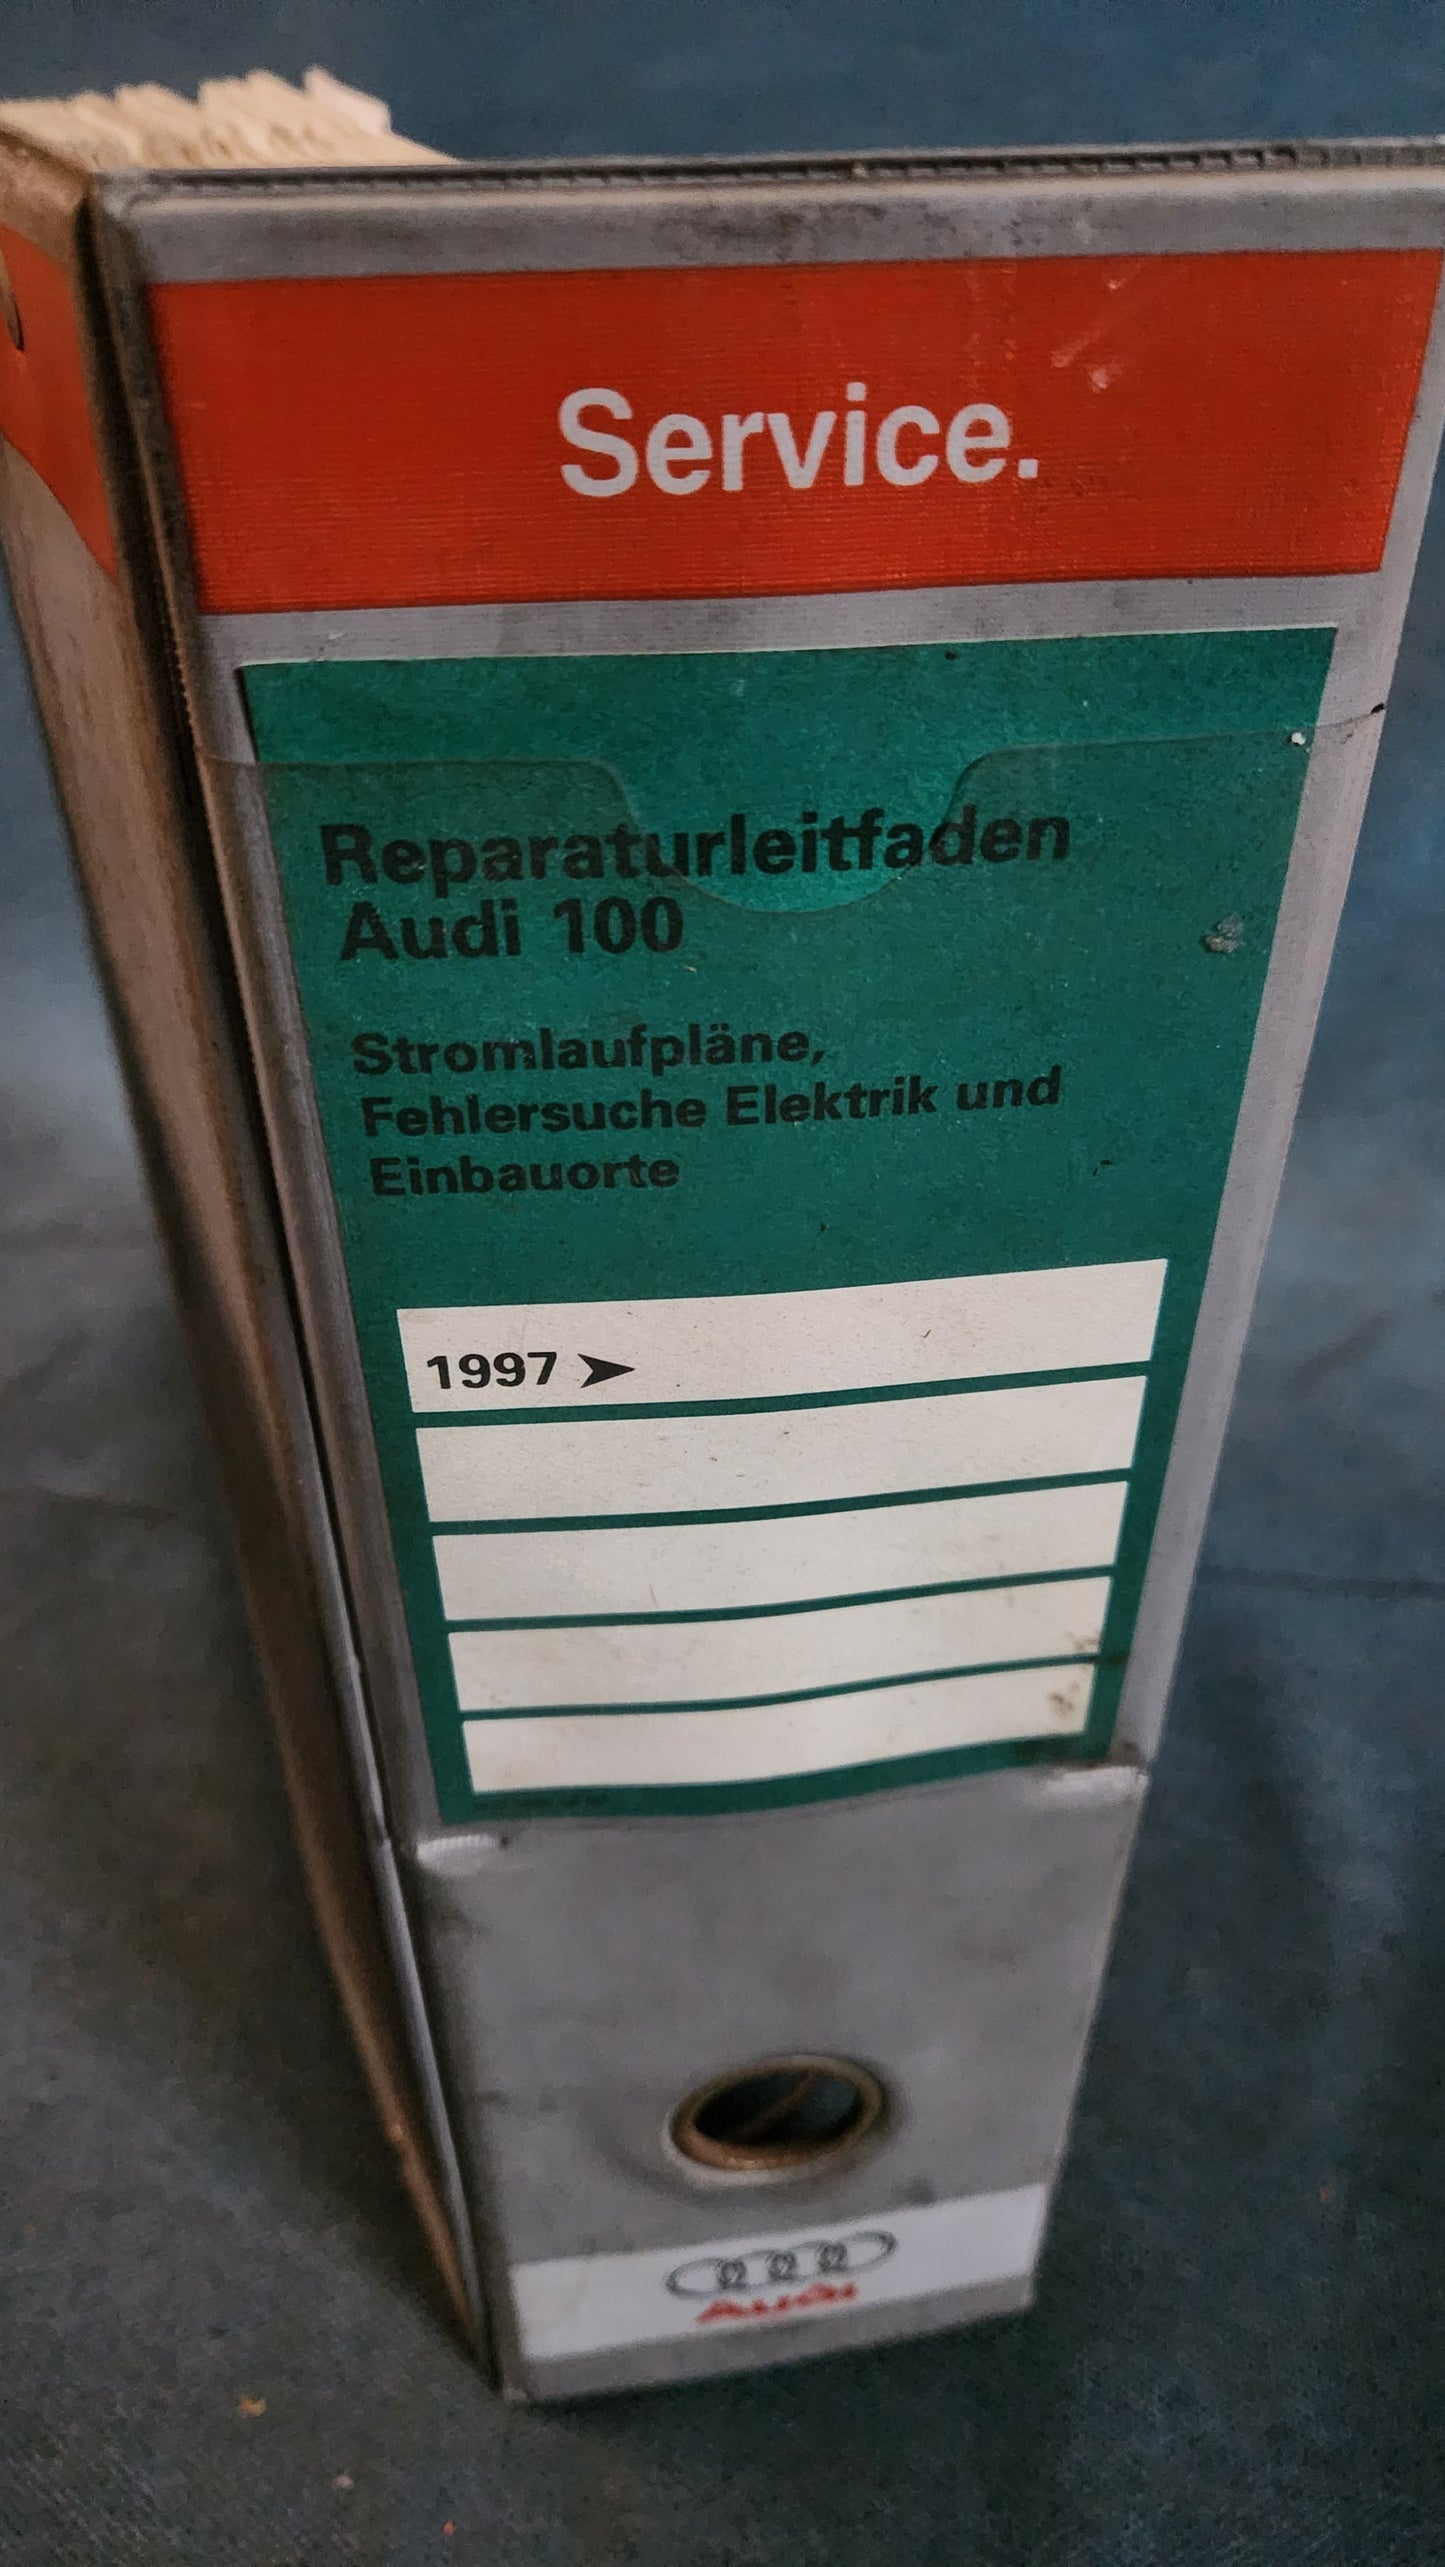 Service.
Reparaturleitfaden
Audi 100
Stromlaufpläne,
Fehlersuche Elektrik und
Einbauorte
1997 ➤
Audi